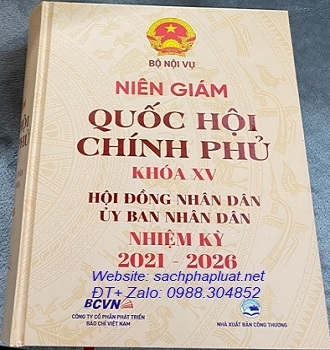 BỘ NỘI VỤ
NIÊN GIÁM
QUỐC HỘI
CHÍNH PHỦ
KHÓA XV
HỘI ĐỒNG NHÂN DÂN
ỦY BAN NHÂN DÂN
NHIỆM KỲ
2021 - 2026
Website: sachphapluat.net
ĐT+ Zalo: 0988.304852
BCVN
CÔNG TY CỔ PHẦN PHÁT TRIỂN
BÁO CHÍ VIỆT NAM
NHÀ XUẤT BẢN CÔNG THƯƠNG